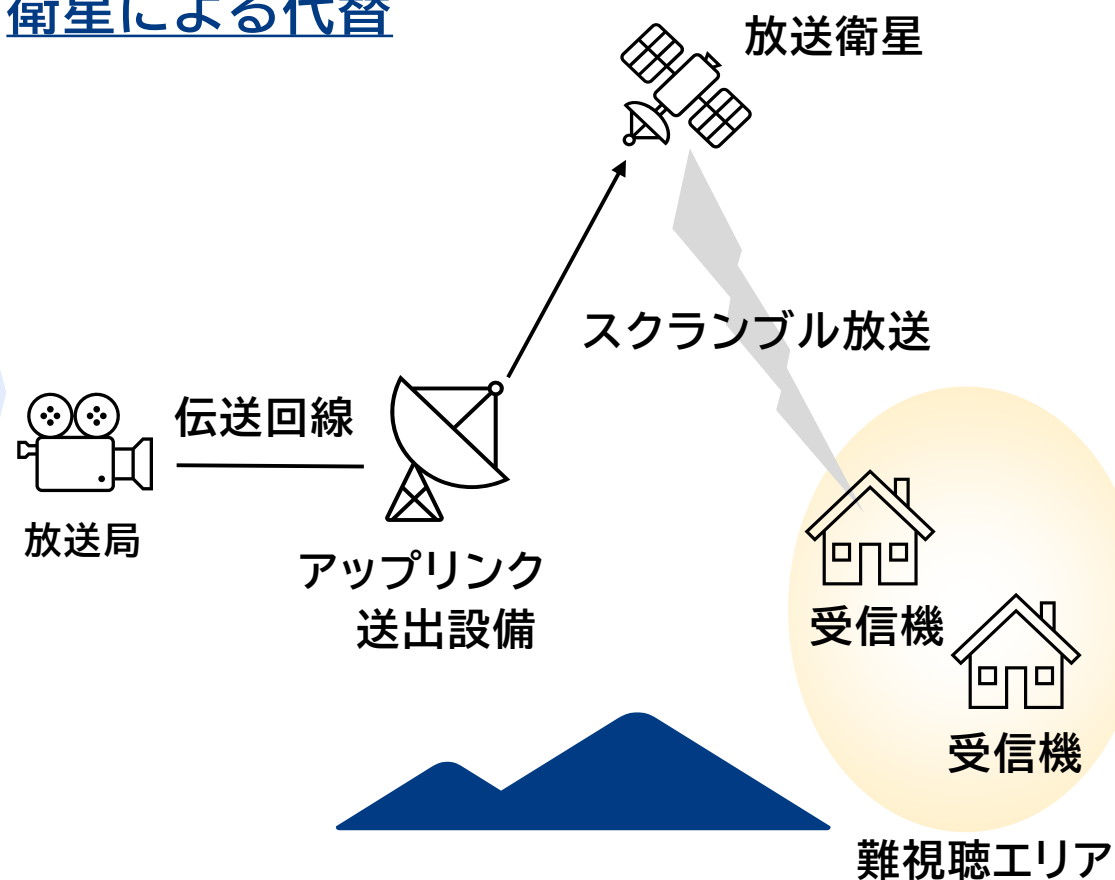 衛星による代替
放送衛星
スクランブル放送
伝送回線
放送局
アップリンク
送出設備
受信機
受信機
難視聴エリア